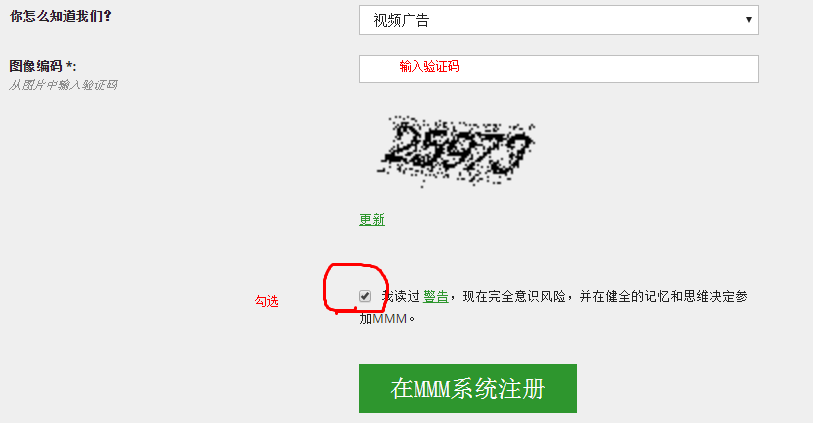 你怎么知道我们?
视频广告
图像编码 *:
从图片中输入验证码
输入验证码
更新
勾选
我读过 警告，现在完全意识风险，并在健全的记忆和思维决定参
加MMM。
在MMM系统注册